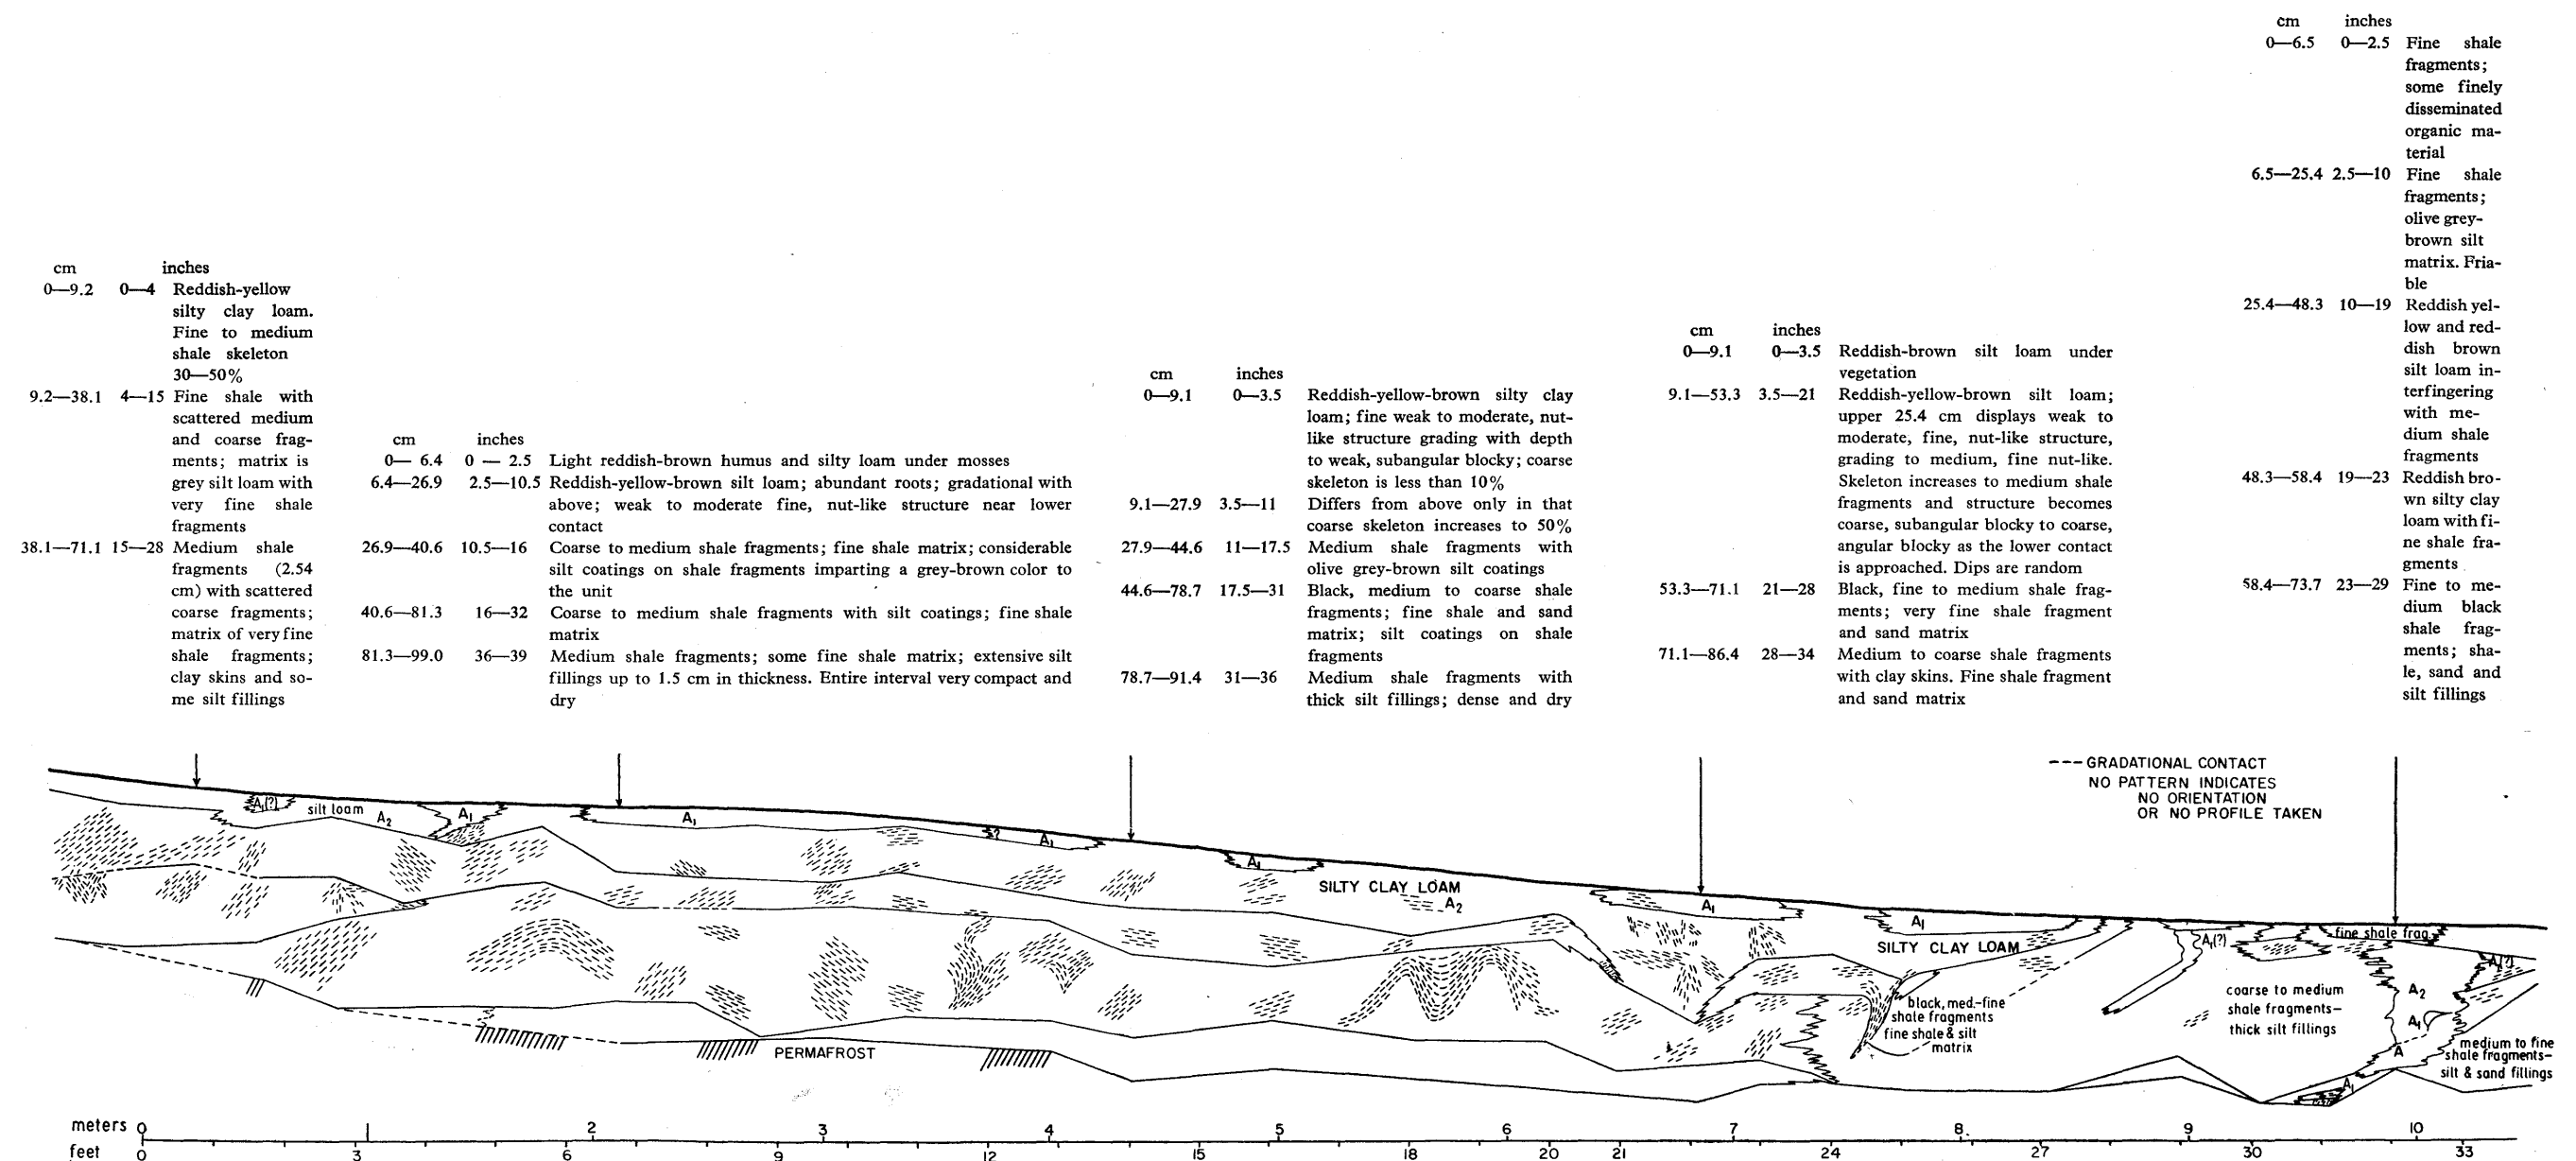 cm inches
0—9.2 0—4 Reddish-yellow
silty clay loam.
Fine to medium
shale skeleton
30—50%
9.2—38.1 4—15 Fine shale with
scattered medium
and coarse frag-
ments; matrix is
grey silt loam with
very fine shale
fragments
38.1—71.1 15—28 Medium shale
fragments (2.54
cm) with scattered
coarse fragments;
matrix of very fine
shale fragments;
clay skins and so-
me silt fillings
cm inches
0— 6.4 0 — 2.5 Light reddish-brown humus and silty loam under mosses
6.4—26.9 2.5—10.5 Reddish-yellow-brown silt loam; abundant roots; gradational with
above; weak to moderate fine, nut-like structure near lower
contact
26.9—40.6 10.5—16 Coarse to medium shale fragments; fine shale matrix; considerable
silt coatings on shale fragments imparting a grey-brown color to
the unit
40.6—81.3 16—32 Coarse to medium shale fragments with silt coatings; fine shale
matrix
81.3—99.0 36—39 Medium shale fragments; some fine shale matrix; extensive silt
fillings up to 1.5 cm in thickness. Entire interval very compact and
dry
cm inches
0—9.1 0—3.5 Reddish-yellow-brown silty clay
loam; fine weak to moderate, nut-
like structure grading with depth
to weak, subangular blocky; coarse
skeleton is less than 10%
9.1—27.9 3.5—11 Differs from above only in that
coarse skeleton increases to 50%
27.9—44.6 11—17.5 Medium shale fragments with
olive grey-brown silt coatings
44.6—78.7 17.5—31 Black, medium to coarse shale
fragments; fine shale and sand
matrix; silt coatings on shale
fragments
78.7—91.4 31—36 Medium shale fragments with
thick silt fillings; dense and dry
cm inches
0—9.1 0—3.5 Reddish-brown silt loam under
vegetation
9.1—53.3 3.5—21 Reddish-yellow-brown silt loam;
upper 25.4 cm displays weak to
moderate, fine, nut-like structure,
grading to medium, fine nut-like.
Skeleton increases to medium shale
fragments and structure becomes
coarse, subangular blocky to coarse,
angular blocky as the lower contact
is approached. Dips are random
53.3—71.1 21—28 Black, fine to medium shale frag-
ments; very fine shale fragment
and sand matrix
71.1—86.4 28—34 Medium to coarse shale fragments
with clay skins. Fine shale fragment
and sand matrix
cm inches
0—6.5 0—2.5 Fine shale
fragments;
some finely
disseminated
organic ma-
terial
6.5—25.4 2.5—10 Fine shale
fragments;
olive grey-
brown silt
matrix. Fria-
ble
25.4—48.3 10—19 Reddish yel-
low and red-
dish brown
silt loam in-
terfingering
with me-
dium shale
fragments
48.3—58.4 19—23 Reddish bro-
wn silty clay
loam with fi-
ne shale fra-
gments
58.4—73.7 23—29 Fine to me-
dium black
shale frag-
ments; sha-
le, sand and
silt fillings
--- GRADATIONAL CONTACT
NO PATTERN INDICATES
NO ORIENTATION
OR NO PROFILE TAKEN
A₁(?)
silt loam
A₂
A₁
A₁
?
A₁
A₁
SILTY CLAY LOAM
A₂
A₁
A₁
SILTY CLAY LOAM
A₁(?)
fine shale frag.
A₁(?)
black, med.-fine
shale fragments
fine shale & silt
matrix
coarse to medium
shale fragments—
thick silt fillings
A₂
A₁
A
A₁
medium to fine
shale fragments—
silt & sand fillings
PERMAFROST
meters 0 2 3 4 5 6 7 8. 9 10
feet 0 3 6 9 12 15 18 20 21 24 27 30 33